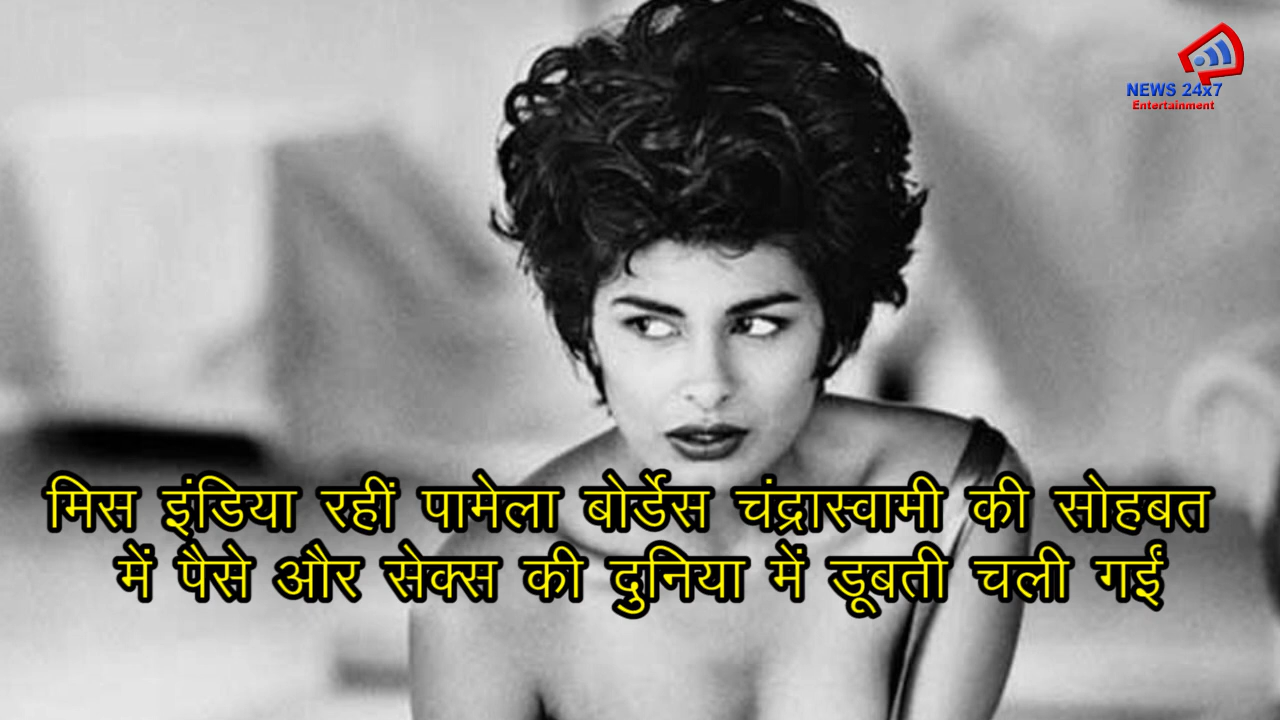 NEWS 24x7
Entertainment
मिस इंडिया रहीं पामेला बोर्डेस चंद्रास्वामी की सोहबत
में पैसे और सेक्स की दुनिया में डूबती चली गईं